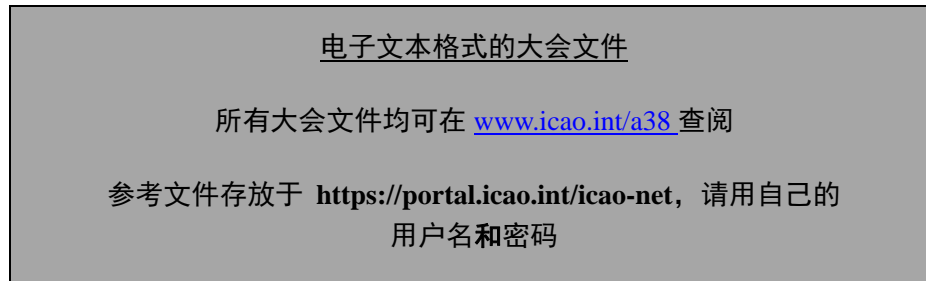 电子文本格式的大会文件
所有大会文件均可在 www.icao.int/a38 查阅
参考文件存放于 https://portal.icao.int/icao-net，请用自己的
用户名和密码